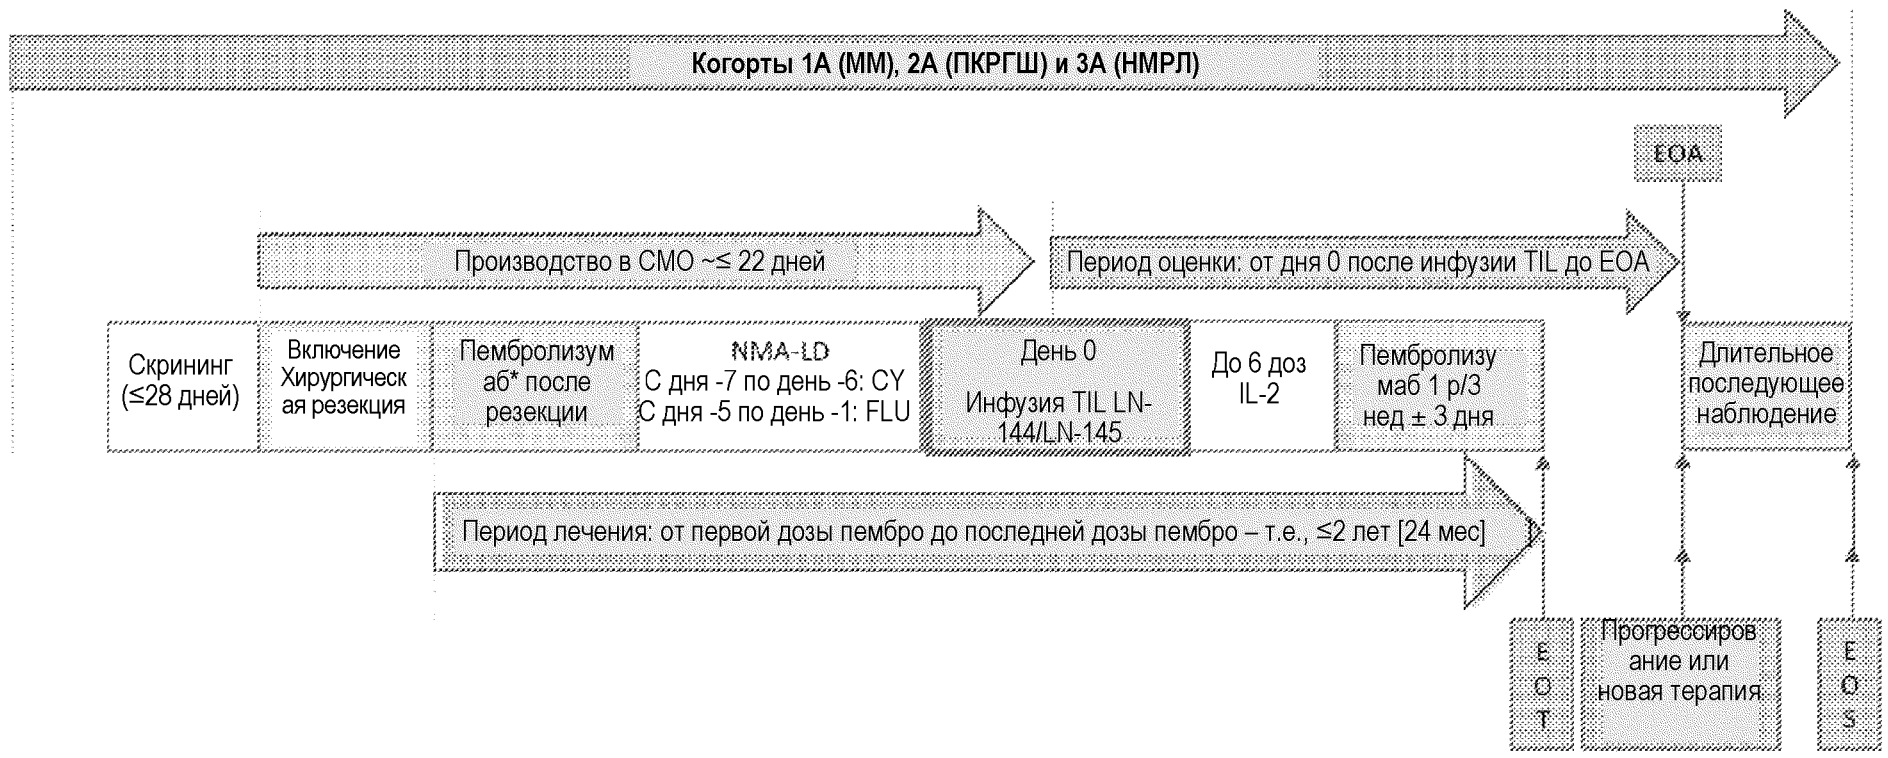 Когорты 1А (ММ), 2А (ПКРГШ) и 3А (НМРЛ)
EOA
Производство в СМО ~≤ 22 дней
Период оценки: от дня 0 после инфузии TIL до EOA
Скрининг
(≤28 дней)
Включение
Хирургическ
ая резекция
Пембролизум
аб* после
резекции
NMA-LD
С дня -7 по день -6: CY
С дня -5 по день -1: FLU
День 0
Инфузия TIL LN-
144/LN-145
До 6 доз
IL-2
Пембролизу
маб 1 р/3
нед ± 3 дня
Длительное
последующее
наблюдение
Период лечения: от первой дозы пембро до последней дозы пембро – т.е., ≤2 лет [24 мес]
E
O
T
Прогрессиров
ание или
новая терапия
E
O
S